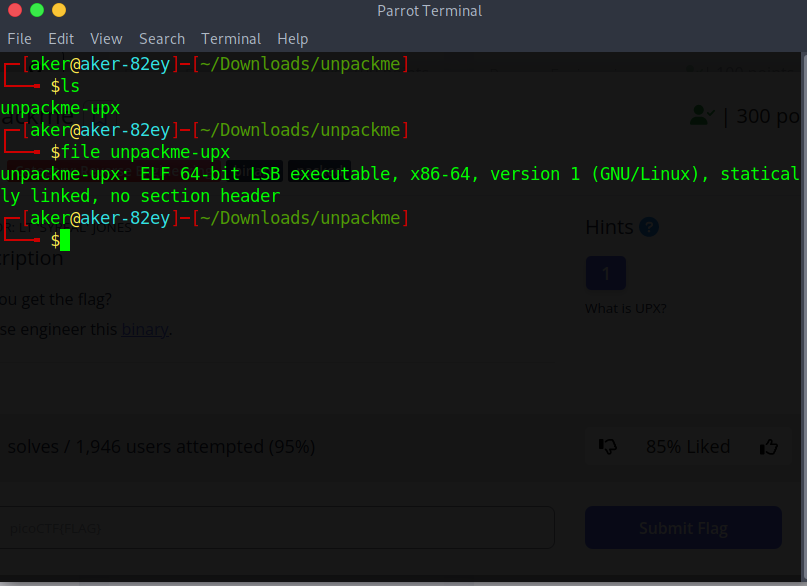 Parrot Terminal
File Edit View Search Terminal Help
┌─[aker@aker-82ey]─[~/Downloads/unpackme]
└──╼ $ls
unpackme-upx
┌─[aker@aker-82ey]─[~/Downloads/unpackme]
└──╼ $file unpackme-upx
unpackme-upx: ELF 64-bit LSB executable, x86-64, version 1 (GNU/Linux), statical
ly linked, no section header
┌─[aker@aker-82ey]─[~/Downloads/unpackme]
└──╼ $
| 300 po
JONES
Hints ?
ription
1
ou get the flag?
What is UPX?
se engineer this binary.
solves / 1,946 users attempted (95%)
85% Liked
picoCTF{FLAG}
Submit Flag